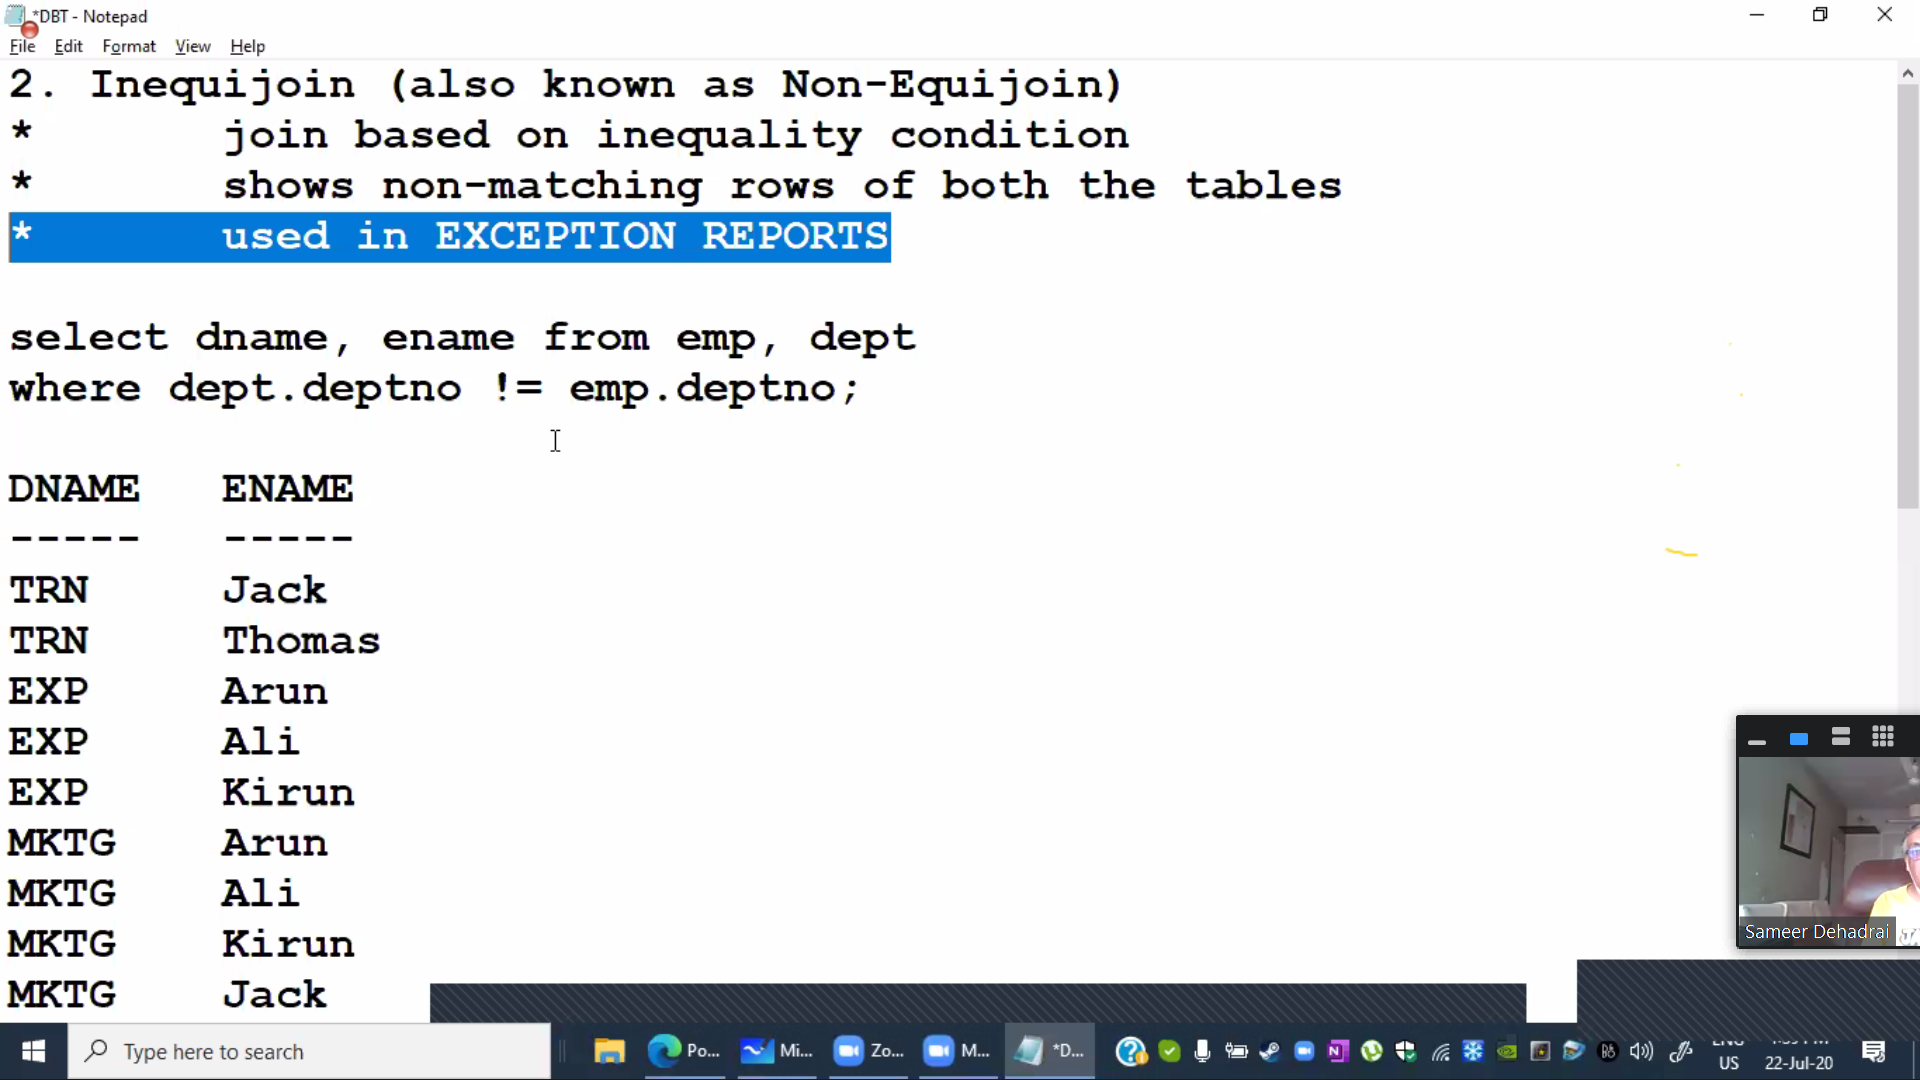 *DBT - Notepad
File Edit Format View Help
2. Inequijoin (also known as Non-Equijoin)
* join based on inequality condition
* shows non-matching rows of both the tables
* used in EXCEPTION REPORTS
select dname, ename from emp, dept
where dept.deptno != emp.deptno;
DNAME ENAME
----- -----
TRN Jack
TRN Thomas
EXP Arun
EXP Ali
EXP Kirun
MKTG Arun
MKTG Ali
MKTG Kirun
MKTG Jack
Sameer Dehadrai
Type here to search
Po...
Mi...
Zo...
M...
*D...
ENG
US
22-Jul-20